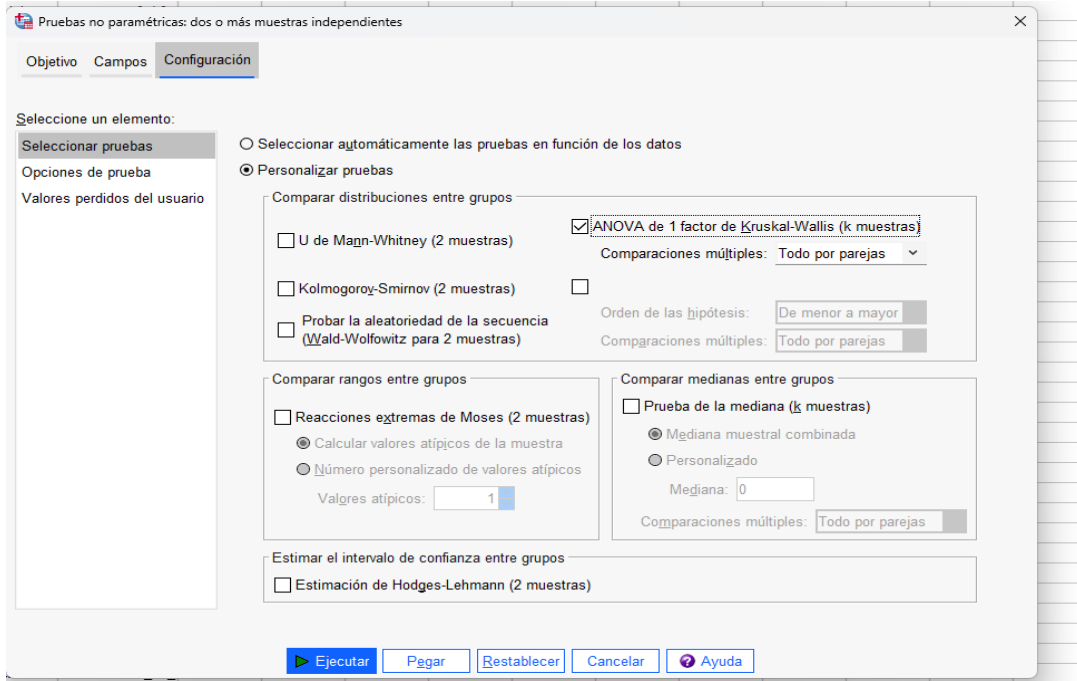 Pruebas no paramétricas: dos o más muestras independientes
Objetivo Campos Configuración
Seleccione un elemento:
Seleccionar pruebas
Opciones de prueba
Valores perdidos del usuario
Seleccionar automáticamente las pruebas en función de los datos
Personalizar pruebas
Comparar distribuciones entre grupos
U de Mann-Whitney (2 muestras)
Kolmogorov-Smirnov (2 muestras)
Probar la aleatoriedad de la secuencia
(Wald-Wolfowitz para 2 muestras)
ANOVA de 1 factor de Kruskal-Wallis (k muestras)
Comparaciones múltiples: Todo por parejas
Orden de las hipótesis: De menor a mayor
Comparaciones múltiples: Todo por parejas
Comparar rangos entre grupos
Reacciones extremas de Moses (2 muestras)
Calcular valores atípicos de la muestra
Número personalizado de valores atípicos
Valores atípicos: 1
Comparar medianas entre grupos
Prueba de la mediana (k muestras)
Mediana muestral combinada
Personalizado
Mediana: 0
Comparaciones múltiples: Todo por parejas
Estimar el intervalo de confianza entre grupos
Estimación de Hodges-Lehmann (2 muestras)
Ejecutar Pegar Restablecer Cancelar Ayuda